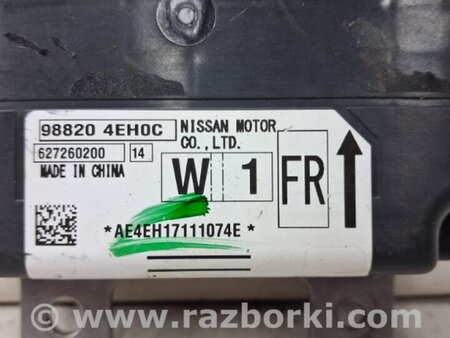 98820 4EH0C
NISSAN MOTOR
CO.,LTD.
627260200 14
MADE IN CHINA
W 1 FR
*AE4EH17111074E*
www.razborki.com